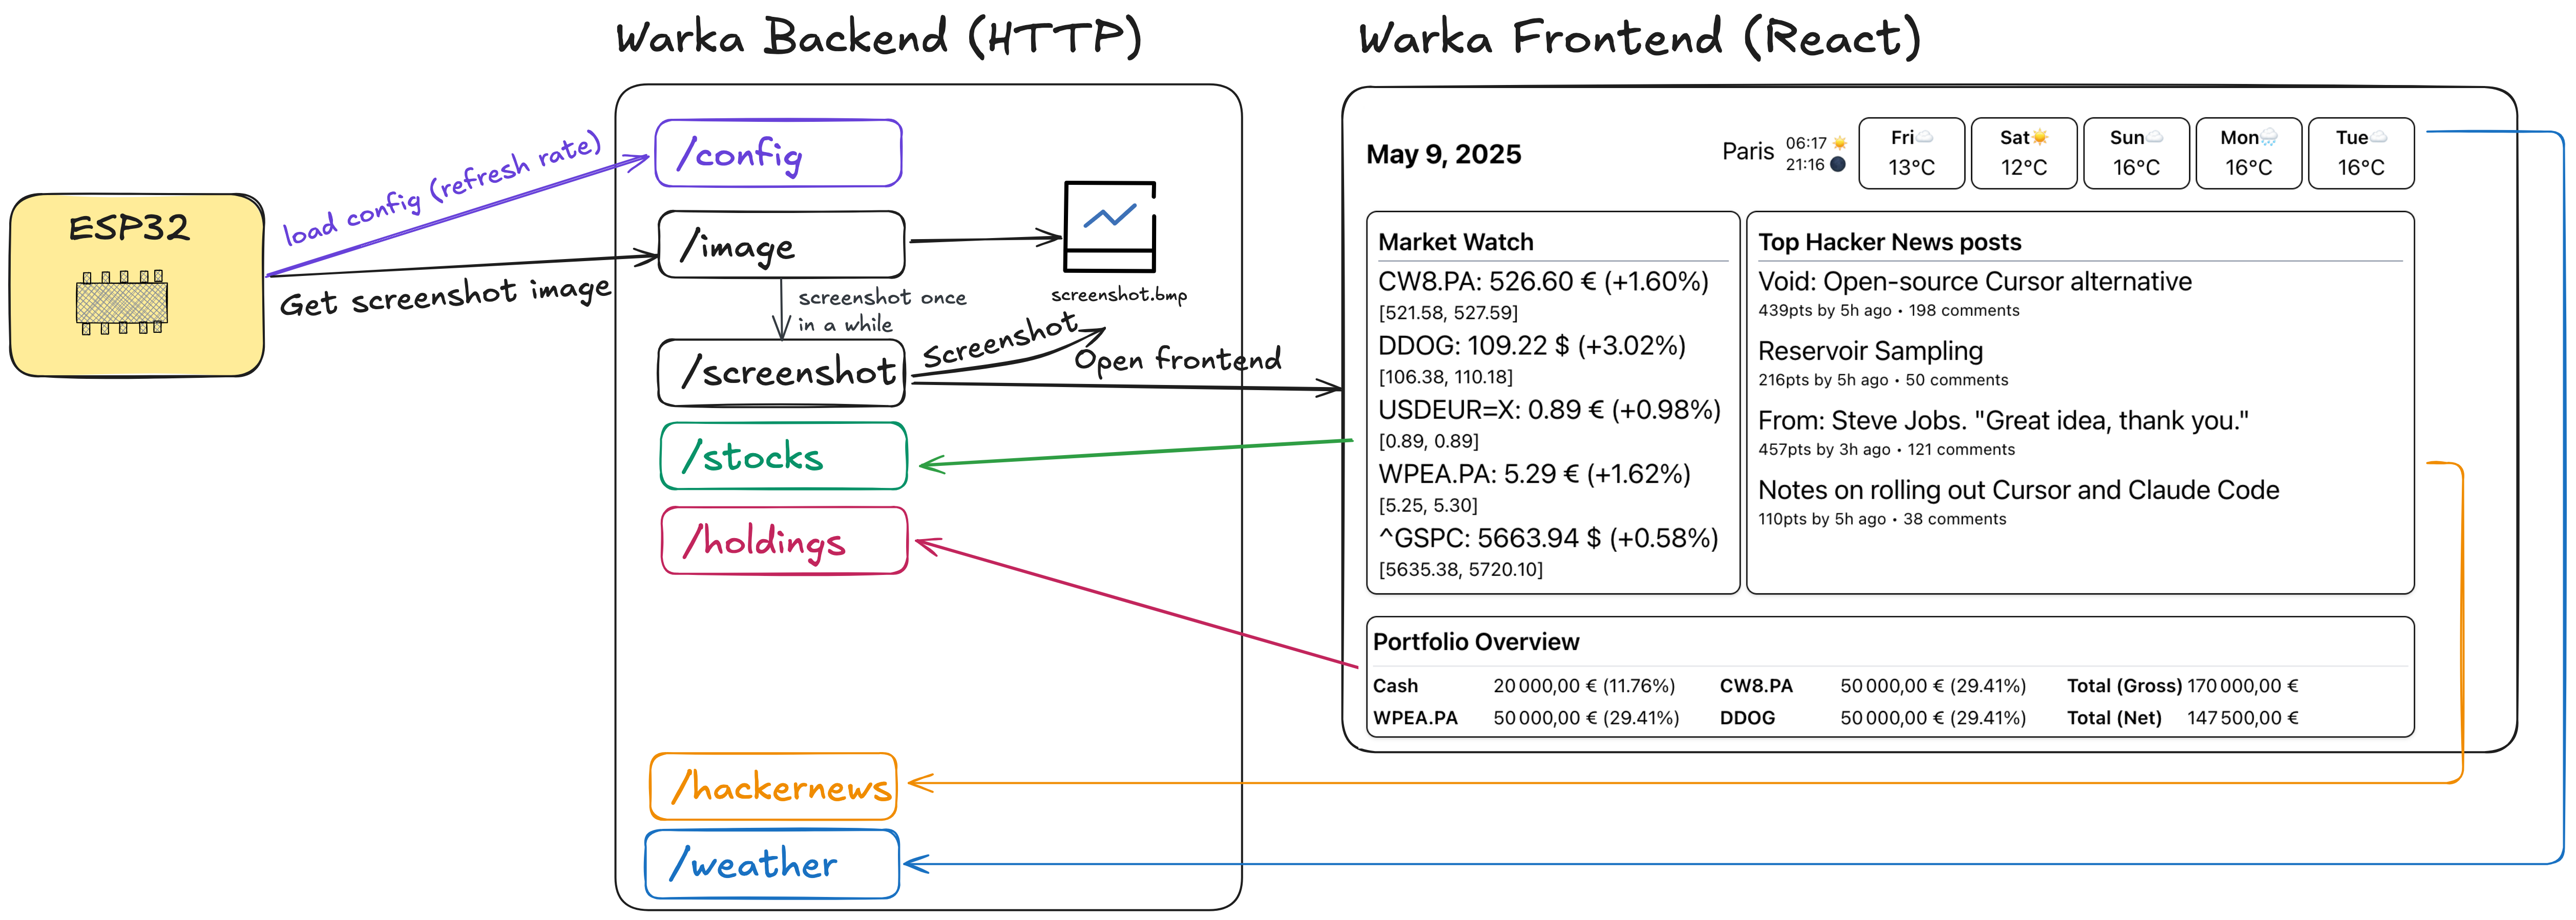 Warka Backend (HTTP)
Warka Frontend (React)
ESP32
load config (refresh rate)
Get screenshot image
/config
/image
screenshot.bmp
screenshot once
in a while
/screenshot
Screenshot
Open frontend
/stocks
/holdings
/hackernews
/weather
May 9, 2025
Paris
06:17 ☀️
21:16 🌑
Fri☁️
13°C
Sat☀️
12°C
Sun☁️
16°C
Mon🌧️
16°C
Tue☁️
16°C
Market Watch
CW8.PA: 526.60 € (+1.60%)
[521.58, 527.59]
DDOG: 109.22 $ (+3.02%)
[106.38, 110.18]
USDEUR=X: 0.89 € (+0.98%)
[0.89, 0.89]
WPEA.PA: 5.29 € (+1.62%)
[5.25, 5.30]
^GSPC: 5663.94 $ (+0.58%)
[5635.38, 5720.10]
Top Hacker News posts
Void: Open-source Cursor alternative
439pts by 5h ago • 198 comments
Reservoir Sampling
216pts by 5h ago • 50 comments
From: Steve Jobs. "Great idea, thank you."
457pts by 3h ago • 121 comments
Notes on rolling out Cursor and Claude Code
110pts by 5h ago • 38 comments
Portfolio Overview
Cash 20 000,00 € (11.76%) CW8.PA 50 000,00 € (29.41%) Total (Gross) 170 000,00 €
WPEA.PA 50 000,00 € (29.41%) DDOG 50 000,00 € (29.41%) Total (Net) 147 500,00 €